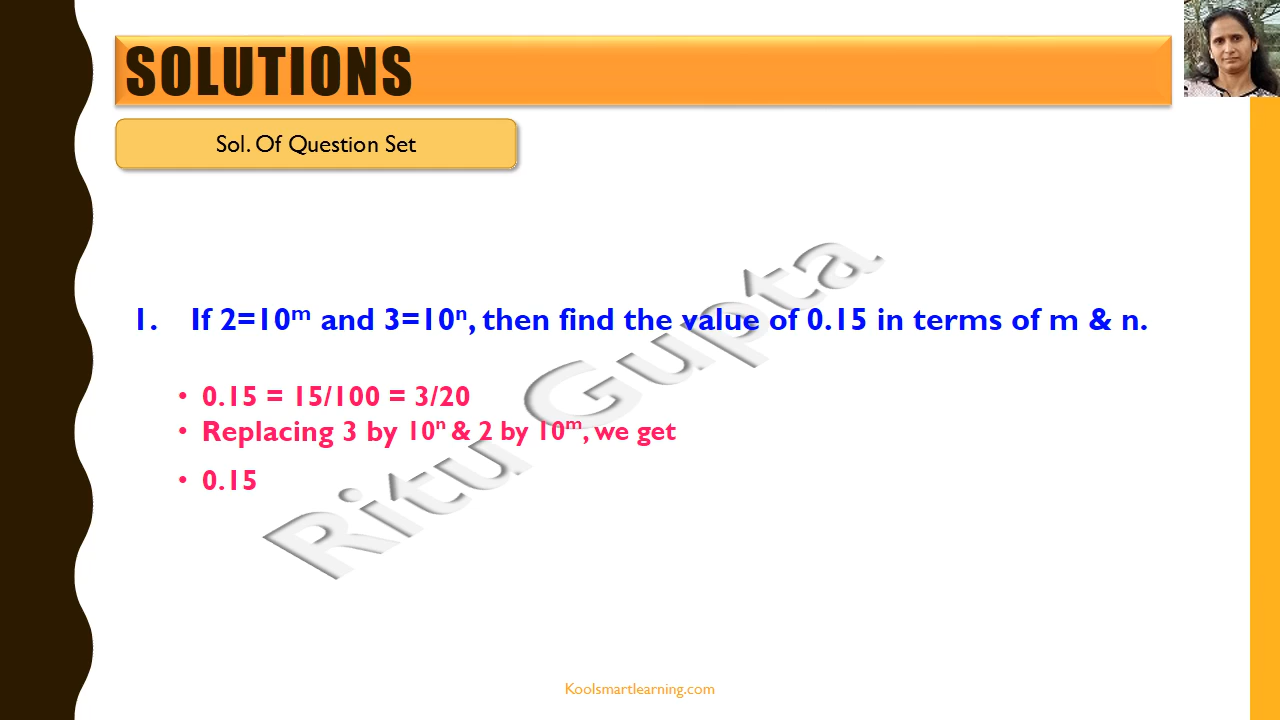 SOLUTIONS
Sol. Of Question Set
1. If 2=10ᵐ and 3=10ⁿ, then find the value of 0.15 in terms of m & n.
• 0.15 = 15/100 = 3/20
• Replacing 3 by 10ⁿ & 2 by 10ᵐ, we get
• 0.15
Ritu Gupta
Koolsmartlearning.com